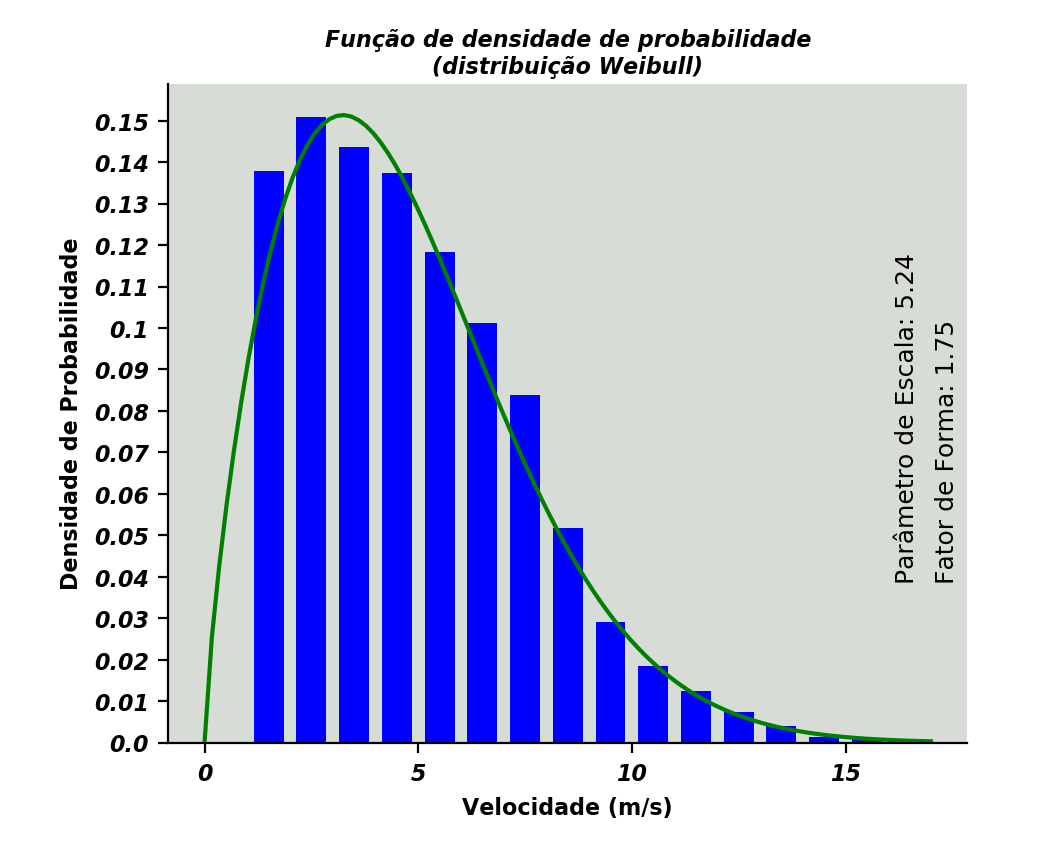 Função de densidade de probabilidade
(distribuição Weibull)
Densidade de Probabilidade
0.15
0.14
0.13
0.12
0.11
0.1
0.09
0.08
0.07
0.06
0.05
0.04
0.03
0.02
0.01
0.0
Parâmetro de Escala: 5.24
Fator de Forma: 1.75
0 5 10 15
Velocidade (m/s)